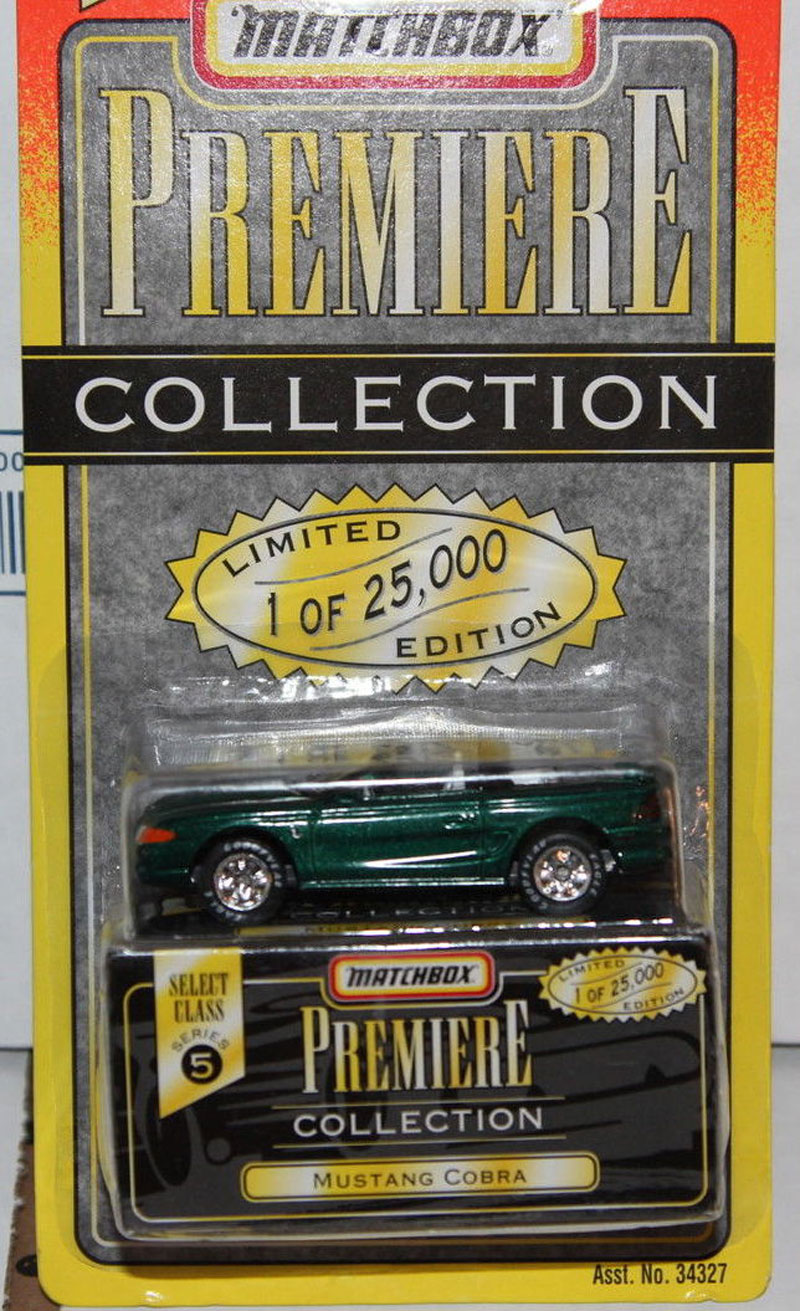 MATCHBOX
PREMIERE
COLLECTION
LIMITED
1 OF 25,000
EDITION
COLLECTION
SELECT
CLASS
SERIES
5
MATCHBOX
PREMIERE
COLLECTION
MUSTANG COBRA
LIMITED
1 OF 25,000
EDITION
Asst. No. 34327